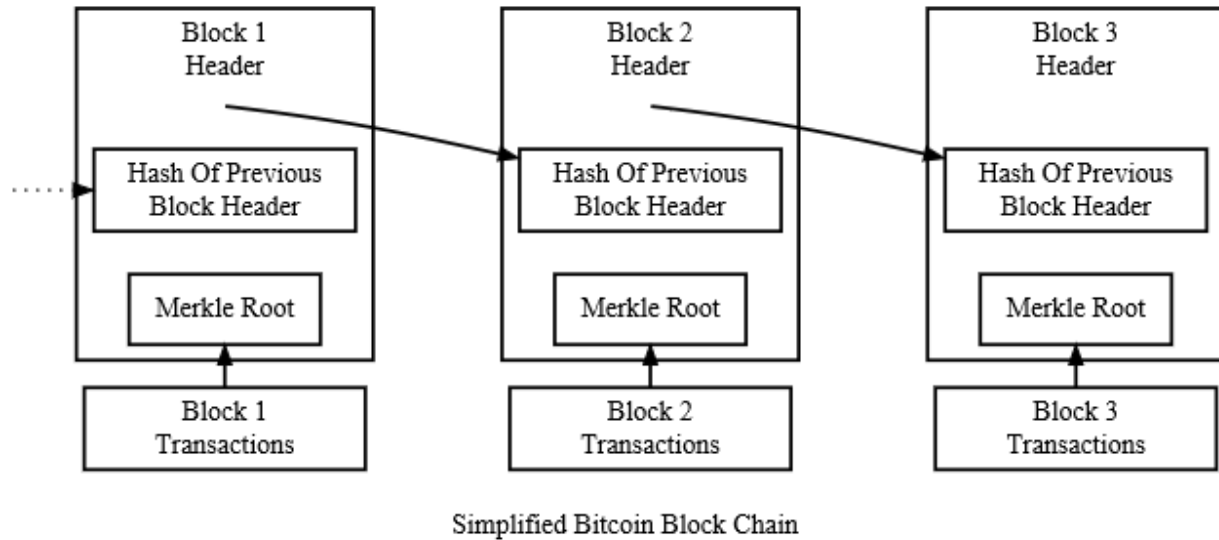 Block 1
Header
Block 2
Header
Block 3
Header
Hash Of Previous
Block Header
Hash Of Previous
Block Header
Hash Of Previous
Block Header
Merkle Root
Merkle Root
Merkle Root
Block 1
Transactions
Block 2
Transactions
Block 3
Transactions
Simplified Bitcoin Block Chain